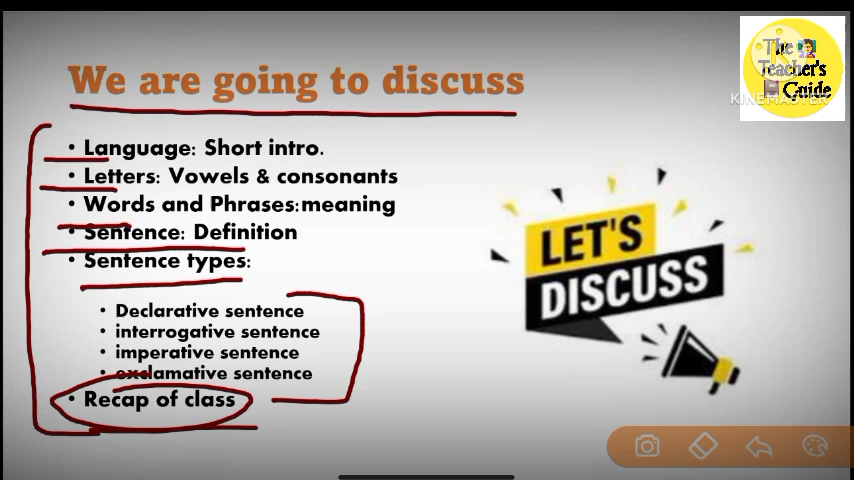 We are going to discuss
The
Teacher's
Guide
KINEMASTER
• Language: Short intro.
• Letters: Vowels & consonants
• Words and Phrases:meaning
• Sentence: Definition
• Sentence types:
• Declarative sentence
• interrogative sentence
• imperative sentence
• exclamative sentence
• Recap of class
LET'S
DISCUSS